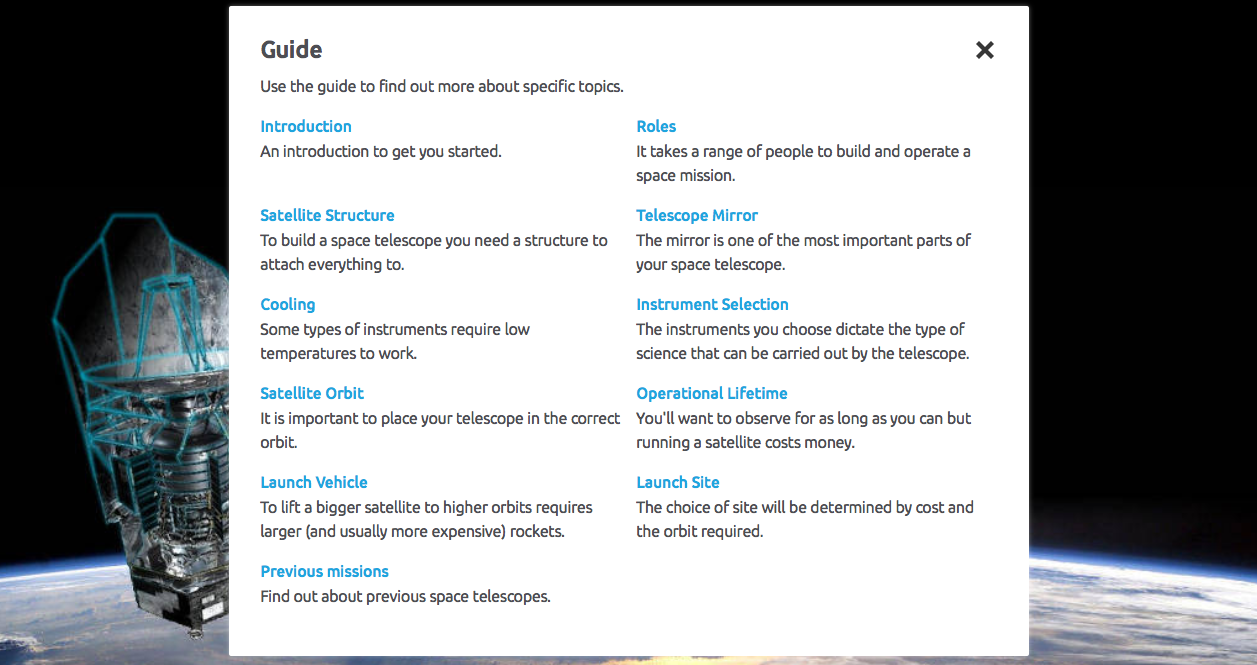 Guide
Use the guide to find out more about specific topics.
Introduction
An introduction to get you started.
Roles
It takes a range of people to build and operate a
space mission.
Satellite Structure
To build a space telescope you need a structure to
attach everything to.
Telescope Mirror
The mirror is one of the most important parts of
your space telescope.
Cooling
Some types of instruments require low
temperatures to work.
Instrument Selection
The instruments you choose dictate the type of
science that can be carried out by the telescope.
Satellite Orbit
It is important to place your telescope in the correct
orbit.
Operational Lifetime
You'll want to observe for as long as you can but
running a satellite costs money.
Launch Vehicle
To lift a bigger satellite to higher orbits requires
larger (and usually more expensive) rockets.
Launch Site
The choice of site will be determined by cost and
the orbit required.
Previous missions
Find out about previous space telescopes.